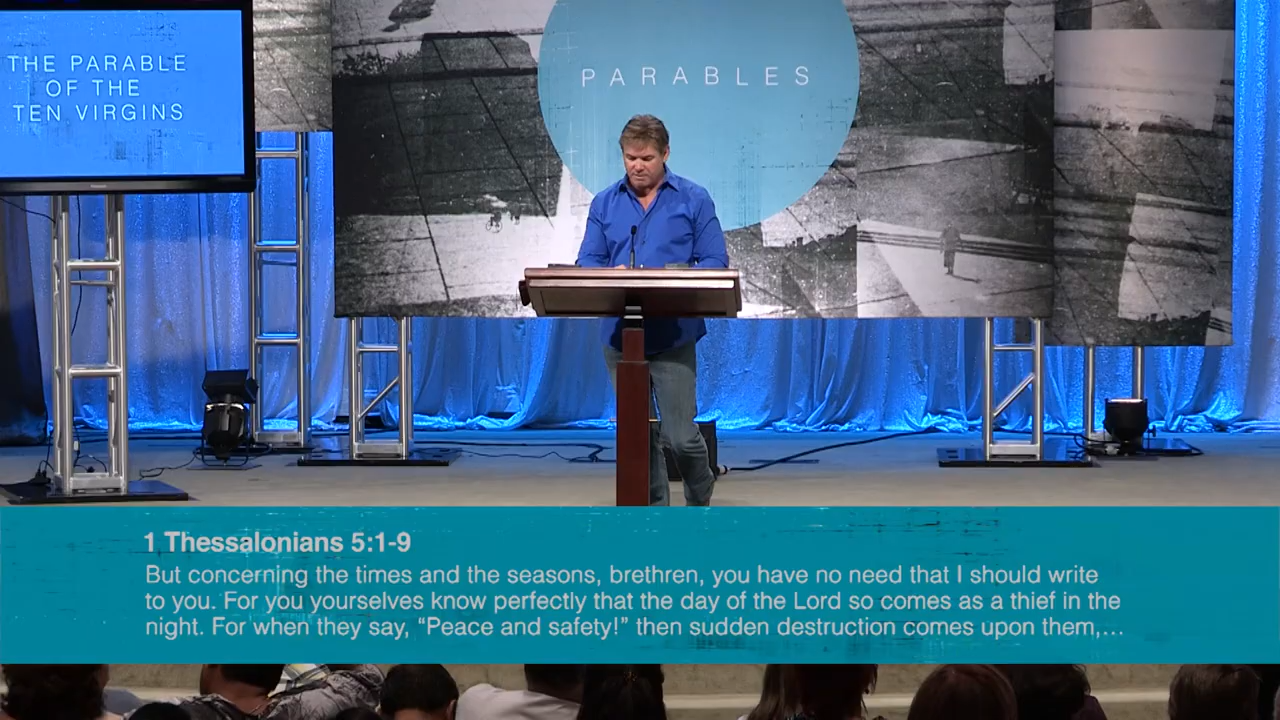 THE PARABLE
OF THE
TEN VIRGINS
PARABLES
1 Thessalonians 5:1-9
But concerning the times and the seasons, brethren, you have no need that I should write
to you. For you yourselves know perfectly that the day of the Lord so comes as a thief in the
night. For when they say, “Peace and safety!” then sudden destruction comes upon them,...